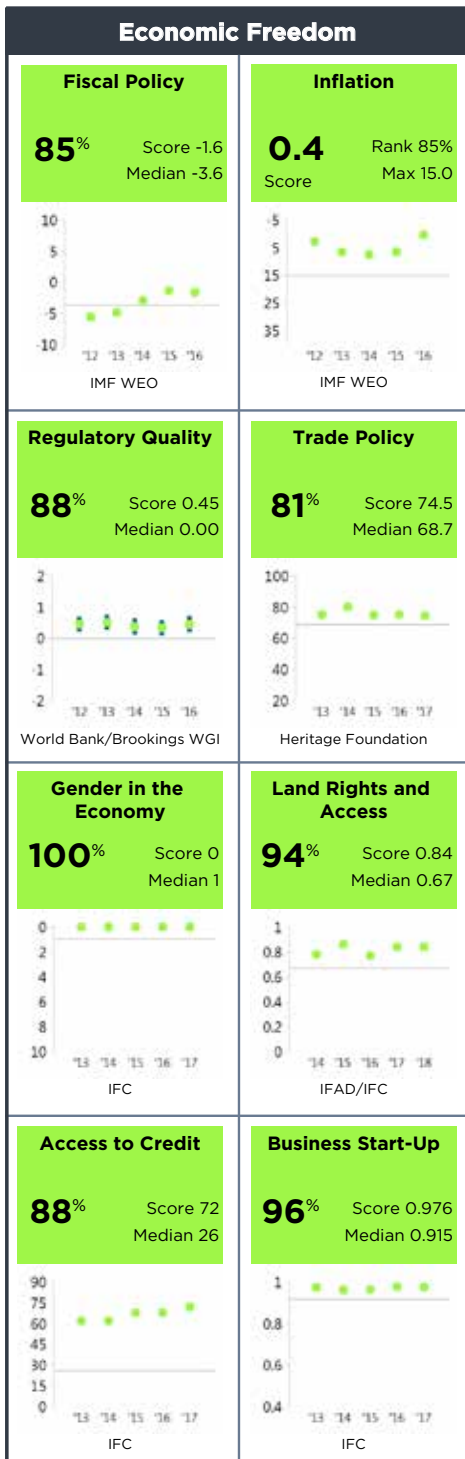 Economic Freedom
Fiscal Policy
85%
Score -1.6
Median -3.6
10
5
0
-5
-10
'12 '13 '14 '15 '16
IMF WEO
Inflation
0.4
Score
Rank 85%
Max 15.0
-5
5
15
25
35
'12 '13 '14 '15 '16
IMF WEO
Regulatory Quality
88%
Score 0.45
Median 0.00
2
1
0
-1
-2
'12 '13 '14 '15 '16
World Bank/Brookings WGI
Trade Policy
81%
Score 74.5
Median 68.7
100
80
60
40
20
'13 '14 '15 '16 '17
Heritage Foundation
Gender in the
Economy
100%
Score 0
Median 1
0
2
4
6
8
10
'13 '14 '15 '16 '17
IFC
Land Rights and
Access
94%
Score 0.84
Median 0.67
1
0.8
0.6
0.4
0.2
0
'14 '15 '16 '17 '18
IFAD/IFC
Access to Credit
88%
Score 72
Median 26
90
75
60
45
30
15
0
'13 '14 '15 '16 '17
IFC
Business Start-Up
96%
Score 0.976
Median 0.915
1
0.8
0.6
0.4
'13 '14 '15 '16 '17
IFC